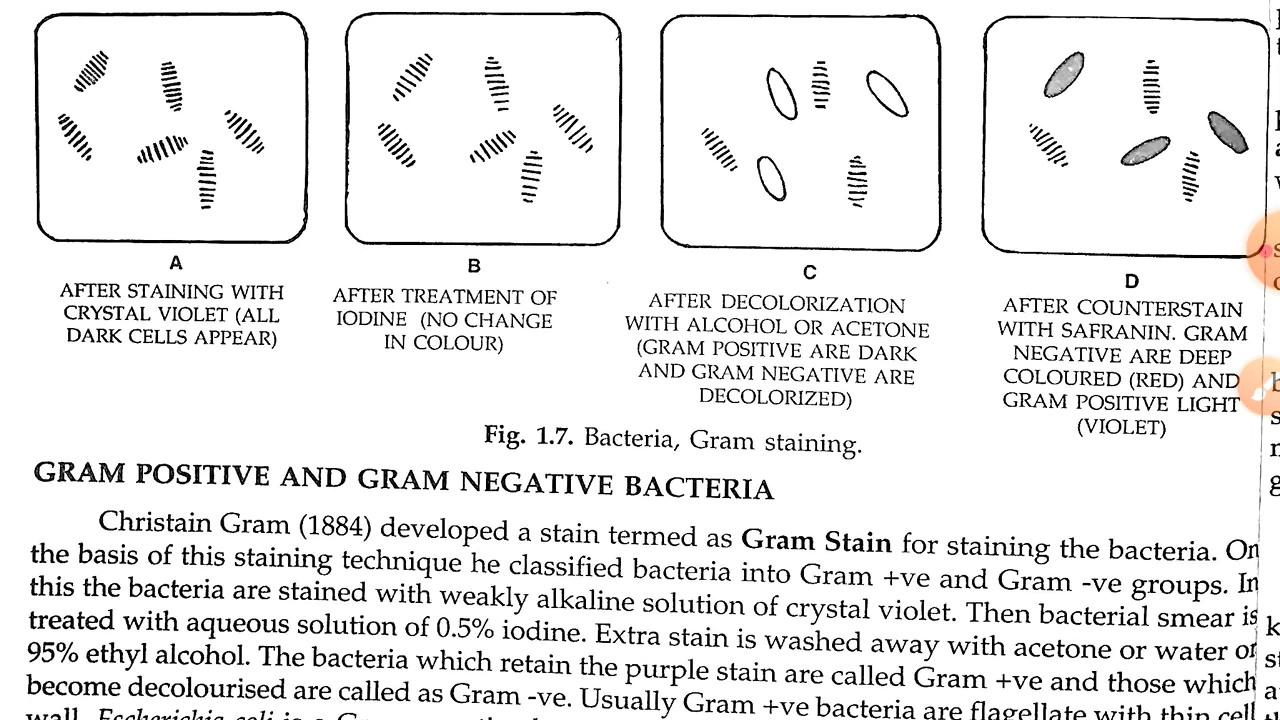 A
AFTER STAINING WITH
CRYSTAL VIOLET (ALL
DARK CELLS APPEAR)
B
AFTER TREATMENT OF
IODINE (NO CHANGE
IN COLOUR)
C
AFTER DECOLORIZATION
WITH ALCOHOL OR ACETONE
(GRAM POSITIVE ARE DARK
AND GRAM NEGATIVE ARE
DECOLORIZED)
D
AFTER COUNTERSTAIN
WITH SAFRANIN. GRAM
NEGATIVE ARE DEEP
COLOURED (RED) AND
GRAM POSITIVE LIGHT
(VIOLET)
Fig. 1.7. Bacteria, Gram staining.
GRAM POSITIVE AND GRAM NEGATIVE BACTERIA
Christain Gram (1884) developed a stain termed as Gram Stain for staining the bacteria. On
the basis of this staining technique he classified bacteria into Gram +ve and Gram -ve groups. In
this the bacteria are stained with weakly alkaline solution of crystal violet. Then bacterial smear is
treated with aqueous solution of 0.5% iodine. Extra stain is washed away with acetone or water or
95% ethyl alcohol. The bacteria which retain the purple stain are called Gram +ve and those which
become decolourised are called as Gram -ve. Usually Gram +ve bacteria are flagellate with thin cell
wall. Escherichia coli is a